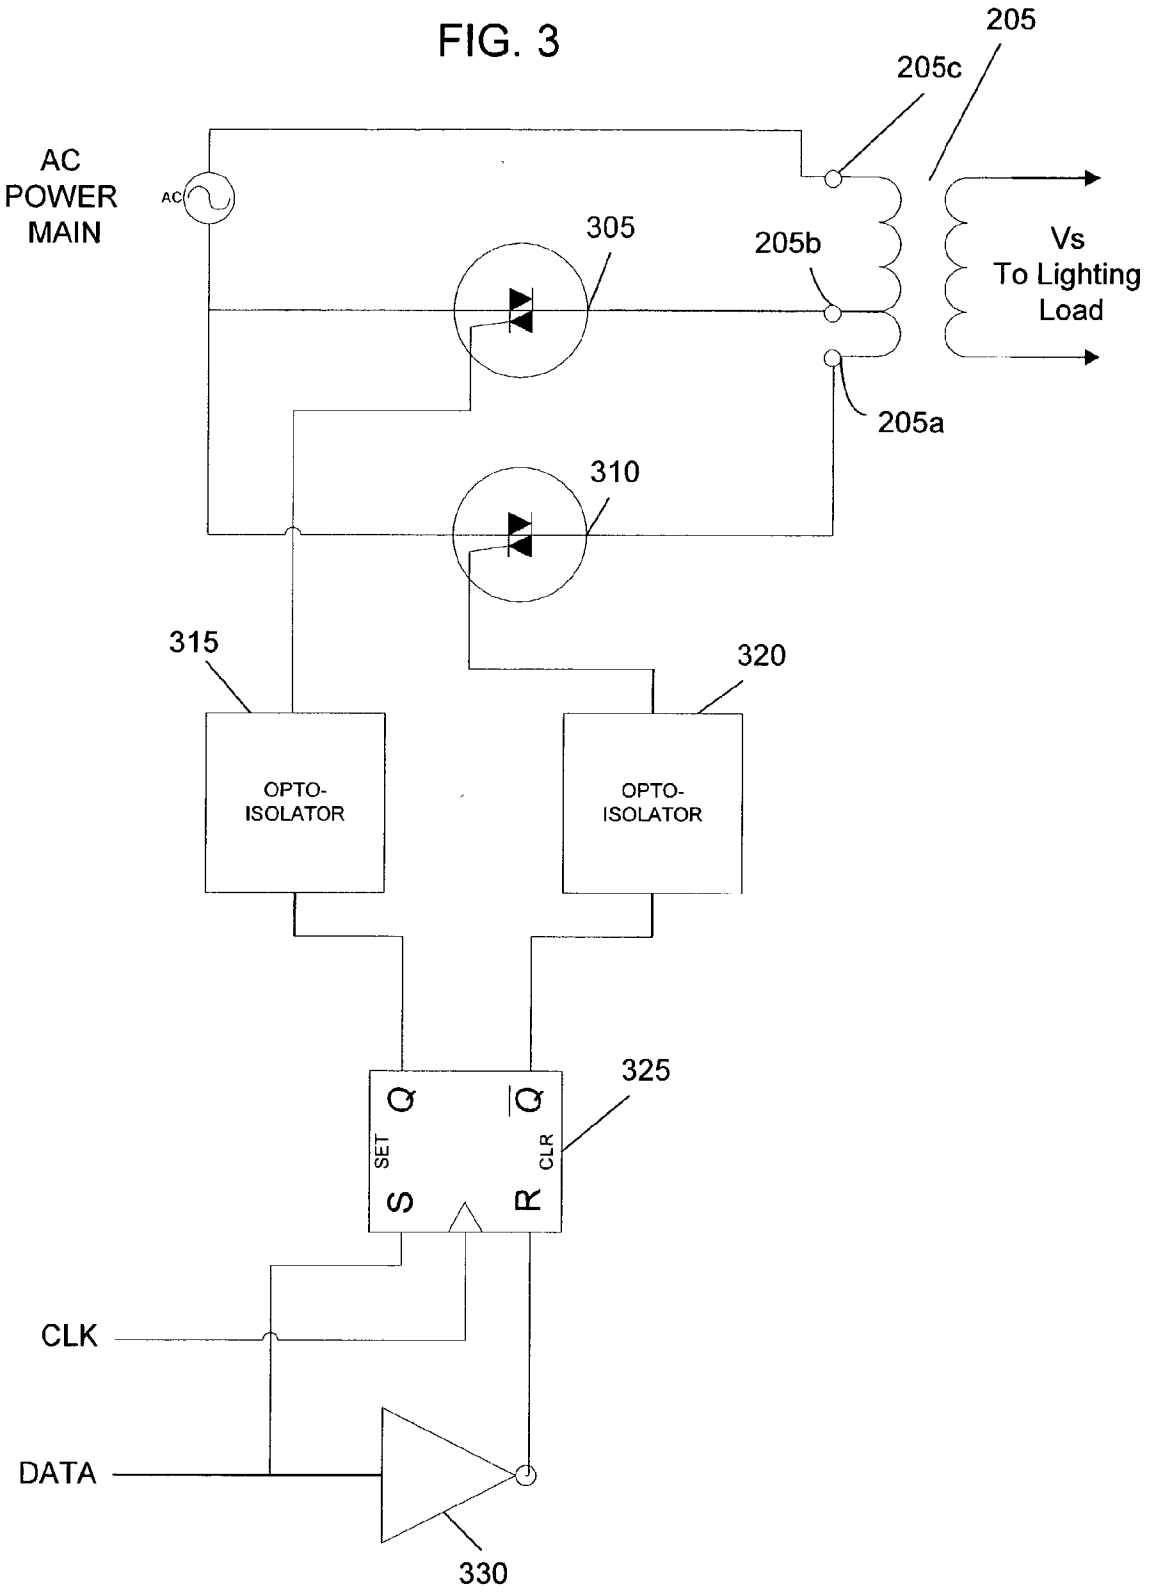 FIG. 3
205
205c
AC
POWER
MAIN
AC
305
205b
Vs
To Lighting
Load
205a
310
315
320
OPTO-
ISOLATOR
OPTO-
ISOLATOR
325
Q
Q
SET
CLR
S
R
CLK
DATA
330